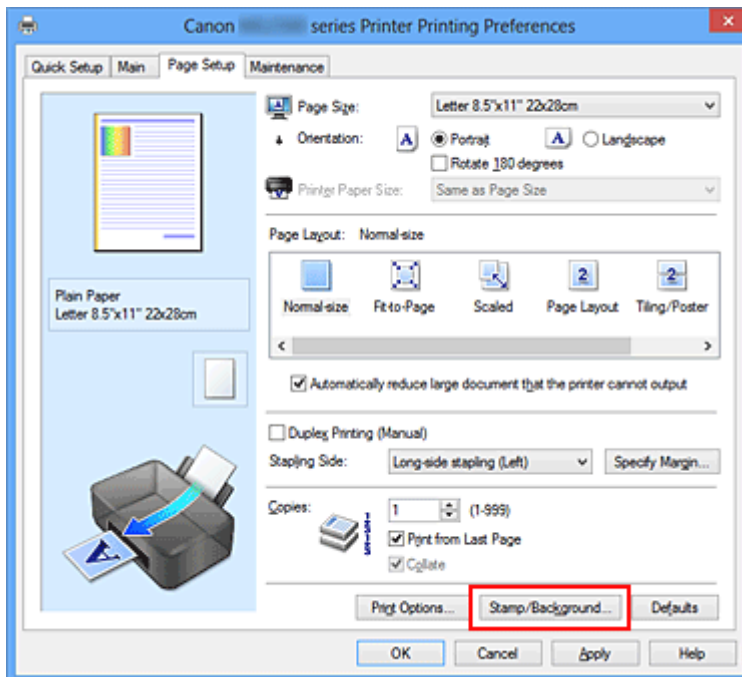 Canon series Printer Printing Preferences
Quick Setup Main Page Setup Maintenance
Page Size: Letter 8.5"x11" 22x28cm
Orientation: A Portrait A Landscape
Rotate 180 degrees
Printer Paper Size: Same as Page Size
Page Layout: Normal-size
Plain Paper
Letter 8.5"x11" 22x28cm
2 2
Normal-size Fit-to-Page Scaled Page Layout Tiling/Poster
Automatically reduce large document that the printer cannot output
Duplex Printing (Manual)
Stapling Side: Long-side stapling (Left) Specify Margin...
Copies: 1 (1-999)
Print from Last Page
Collate
A
Print Options... Stamp/Background... Defaults
OK Cancel Apply Help